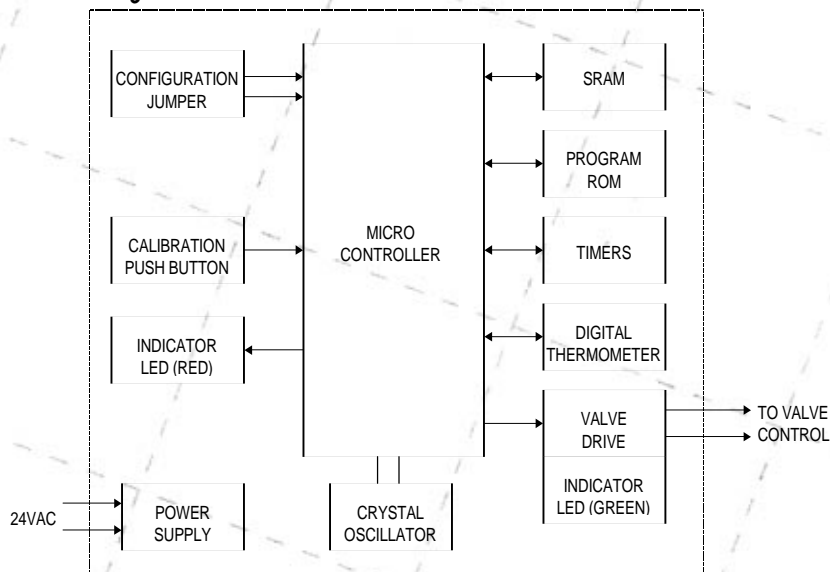 CONFIGURATION
JUMPER
SRAM
PROGRAM
ROM
MICRO
CONTROLLER
CALIBRATION
PUSH BUTTON
TIMERS
INDICATOR
LED (RED)
DIGITAL
THERMOMETER
VALVE
DRIVE
TO VALVE
CONTROL
INDICATOR
LED (GREEN)
24VAC
POWER
SUPPLY
CRYSTAL
OSCILLATOR